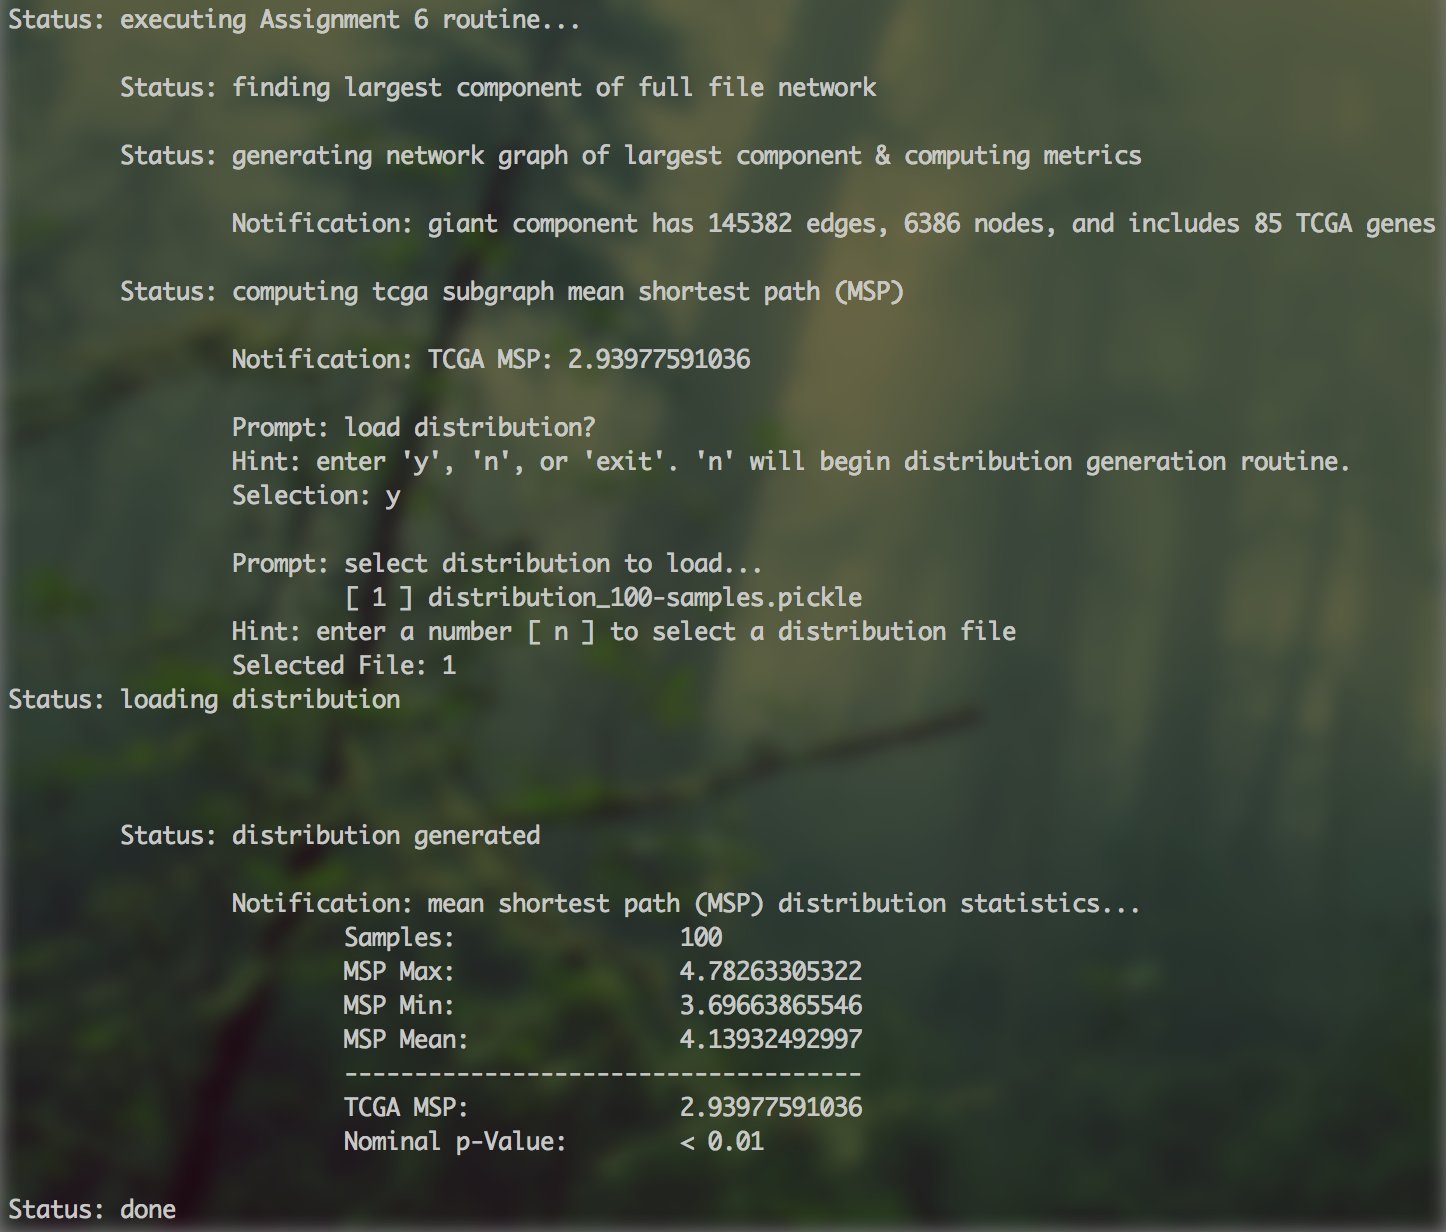 Status: executing Assignment 6 routine...
Status: finding largest component of full file network
Status: generating network graph of largest component & computing metrics
Notification: giant component has 145382 edges, 6386 nodes, and includes 85 TCGA genes
Status: computing tcga subgraph mean shortest path (MSP)
Notification: TCGA MSP: 2.93977591036
Prompt: load distribution?
Hint: enter 'y', 'n', or 'exit'. 'n' will begin distribution generation routine.
Selection: y
Prompt: select distribution to load...
[ 1 ] distribution_100-samples.pickle
Hint: enter a number [ n ] to select a distribution file
Selected File: 1
Status: loading distribution
Status: distribution generated
Notification: mean shortest path (MSP) distribution statistics...
Samples: 100
MSP Max: 4.78263305322
MSP Min: 3.69663865546
MSP Mean: 4.13932492997
-------------------------------------
TCGA MSP: 2.93977591036
Nominal p-Value: < 0.01
Status: done